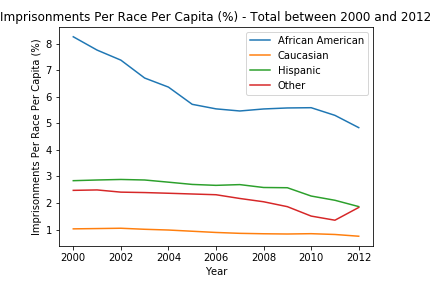 Imprisonments Per Race Per Capita (%) - Total between 2000 and 2012
Imprisonments Per Race Per Capita (%)
8
7
6
5
4
3
2
1
African American
Caucasian
Hispanic
Other
2000 2002 2004 2006 2008 2010 2012
Year